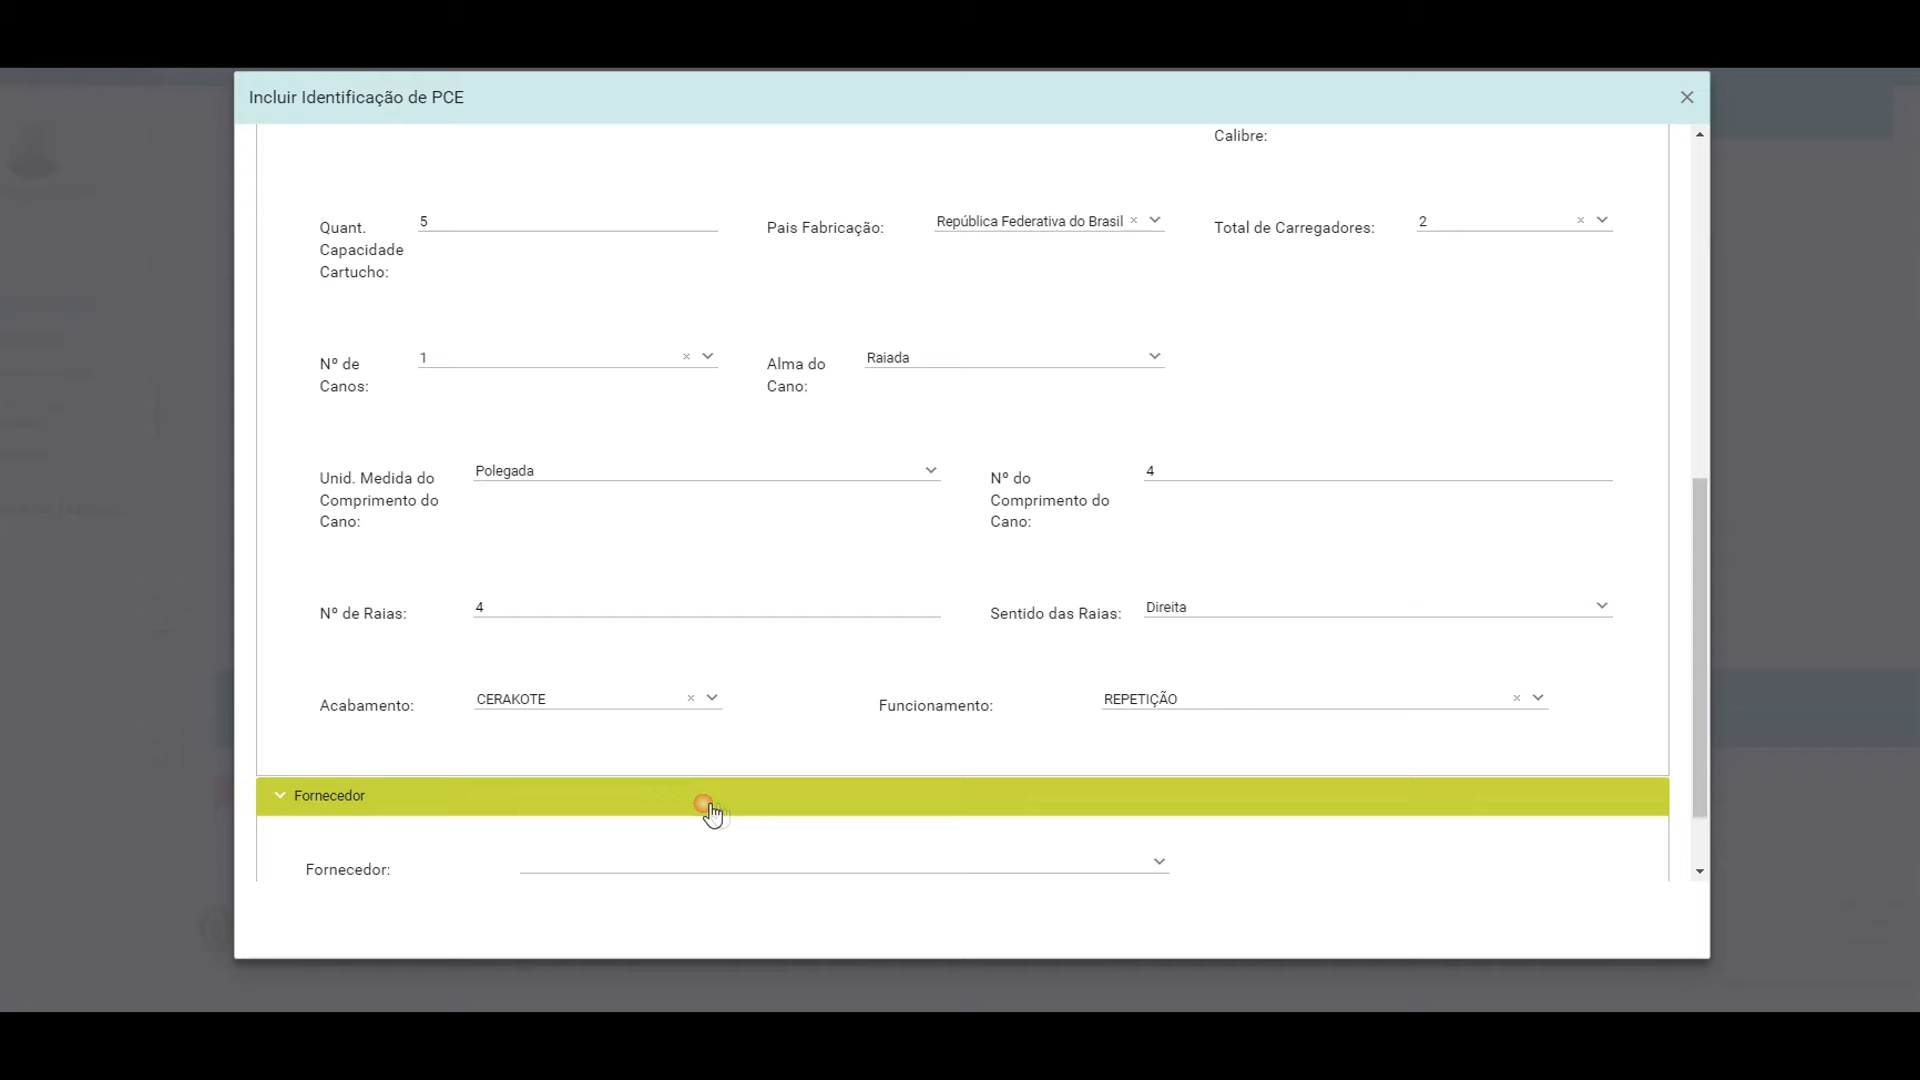 Incluir Identificação de PCE
Calibre:
Quant.
Capacidade
Cartucho:
5
Pais Fabricação:
República Federativa do Brasil
Total de Carregadores:
2
Nº de
Canos:
1
Alma do
Cano:
Raiada
Unid. Medida do
Comprimento do
Cano:
Polegada
Nº do
Comprimento do
Cano:
4
Nº de Raias:
4
Sentido das Raias:
Direita
Acabamento:
CERAKOTE
Funcionamento:
REPETIÇÃO
Fornecedor
Fornecedor: